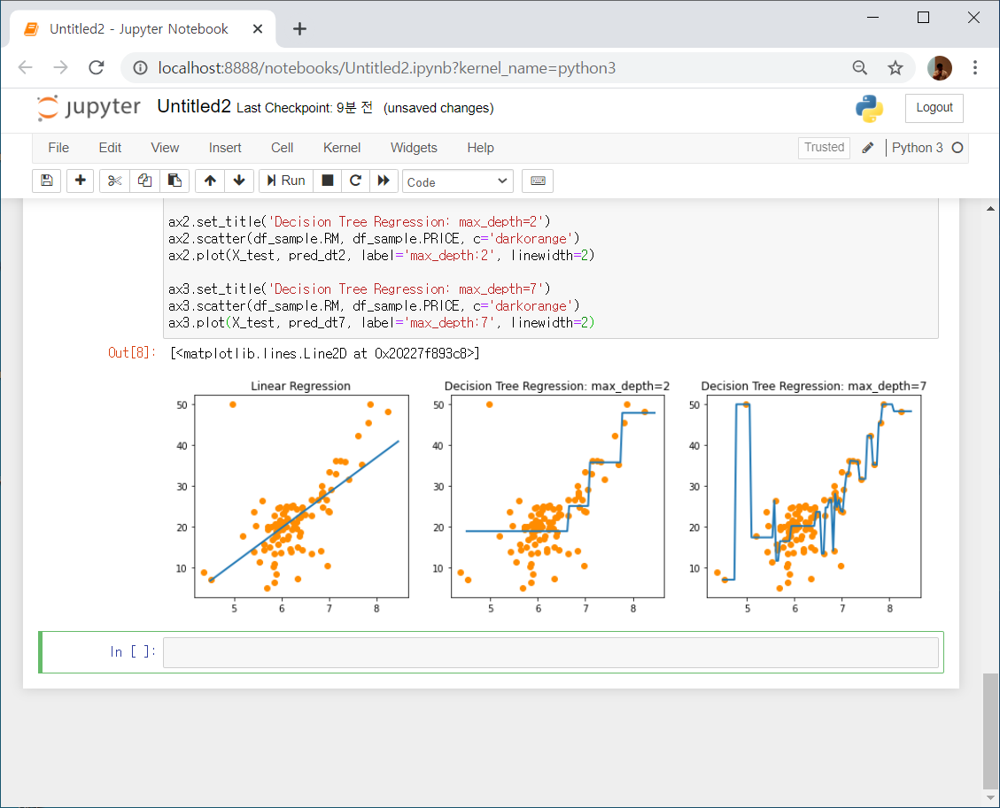 Untitled2 - Jupyter Notebook
localhost:8888/notebooks/Untitled2.ipynb?kernel_name=python3
jupyter Untitled2 Last Checkpoint: 9분 전 (unsaved changes)
Logout
File Edit View Insert Cell Kernel Widgets Help
Trusted
Python 3
Run
Code
ax2.set_title('Decision Tree Regression: max_depth=2')
ax2.scatter(df_sample.RM, df_sample.PRICE, c='darkorange')
ax2.plot(X_test, pred_dt2, label='max_depth:2', linewidth=2)
ax3.set_title('Decision Tree Regression: max_depth=7')
ax3.scatter(df_sample.RM, df_sample.PRICE, c='darkorange')
ax3.plot(X_test, pred_dt7, label='max_depth:7', linewidth=2)
Out[8]: [<matplotlib.lines.Line2D at 0x20227f893c8>]
Linear Regression
50
40
30
20
10
5 6 7 8
Decision Tree Regression: max_depth=2
50
40
30
20
10
5 6 7 8
Decision Tree Regression: max_depth=7
50
40
30
20
10
5 6 7 8
In [ ]: